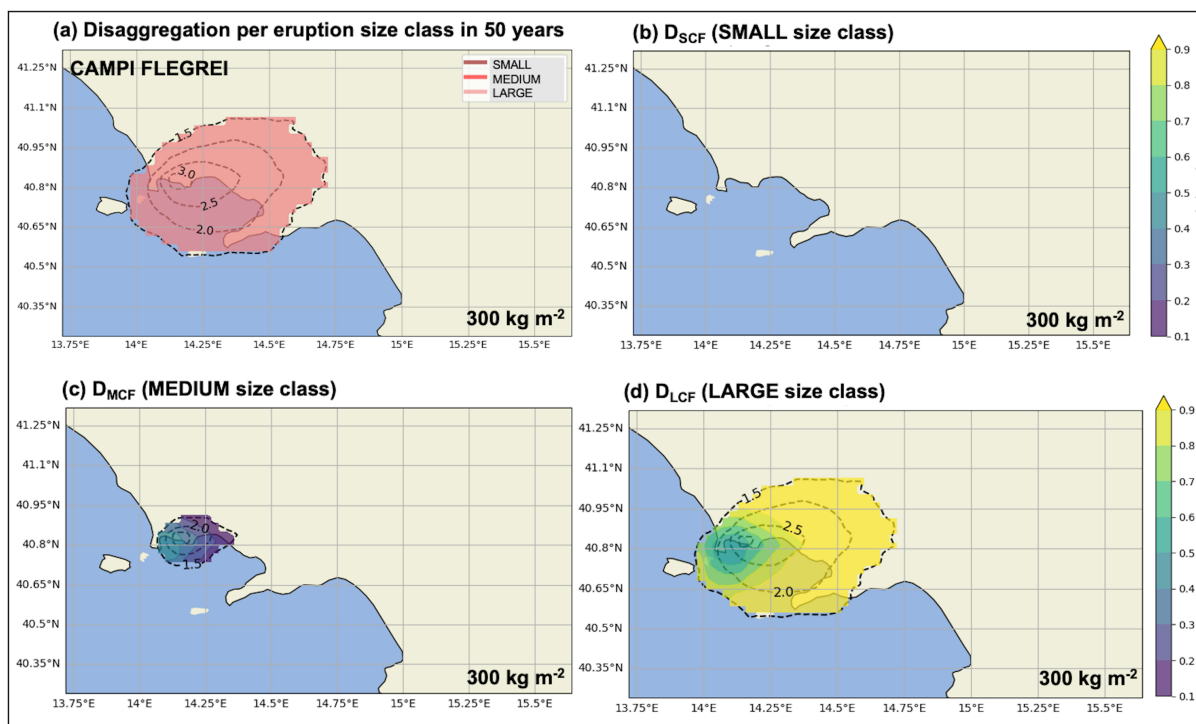 (a) Disaggregation per eruption size class in 50 years
CAMPI FLEGREI
SMALL
MEDIUM
LARGE
1.5
3.0
2.5
2.0
41.25°N
41.1°N
40.95°N
40.8°N
40.65°N
40.5°N
40.35°N
300 kg m-2
13.75°E 14°E 14.25°E 14.5°E 14.75°E 15°E 15.25°E 15.5°E
(b) DSCF (SMALL size class)
41.25°N
41.1°N
40.95°N
40.8°N
40.65°N
40.5°N
40.35°N
300 kg m-2
13.75°E 14°E 14.25°E 14.5°E 14.75°E 15°E 15.25°E 15.5°E
0.9
0.8
0.7
0.6
0.5
0.4
0.3
0.2
0.1
(c) DMCF (MEDIUM size class)
41.25°N
41.1°N
40.95°N
40.8°N
40.65°N
40.5°N
40.35°N
2.0
1.5
300 kg m-2
13.75°E 14°E 14.25°E 14.5°E 14.75°E 15°E 15.25°E 15.5°E
(d) DLCF (LARGE size class)
41.25°N
41.1°N
40.95°N
40.8°N
40.65°N
40.5°N
40.35°N
1.5
2.5
2.0
300 kg m-2
13.75°E 14°E 14.25°E 14.5°E 14.75°E 15°E 15.25°E 15.5°E
0.9
0.8
0.7
0.6
0.5
0.4
0.3
0.2
0.1